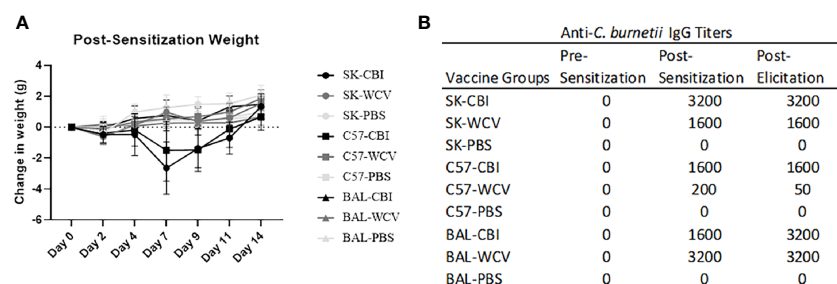 A
Post-Sensitization Weight
Change in weight (g)
4
2
0
-2
-4
-6
Day 0
Day 2
Day 4
Day 7
Day 9
Day 11
Day 14
SK-CBI
SK-WCV
SK-PBS
C57-CBI
C57-WCV
C57-PBS
BAL-CBI
BAL-WCV
BAL-PBS
B
Anti-C. burnetii IgG Titers
Pre- Post- Post-
Vaccine Groups Sensitization Sensitization Elicitation
SK-CBI 0 3200 3200
SK-WCV 0 1600 1600
SK-PBS 0 0 0
C57-CBI 0 1600 1600
C57-WCV 0 200 50
C57-PBS 0 0 0
BAL-CBI 0 1600 3200
BAL-WCV 0 3200 3200
BAL-PBS 0 0 0